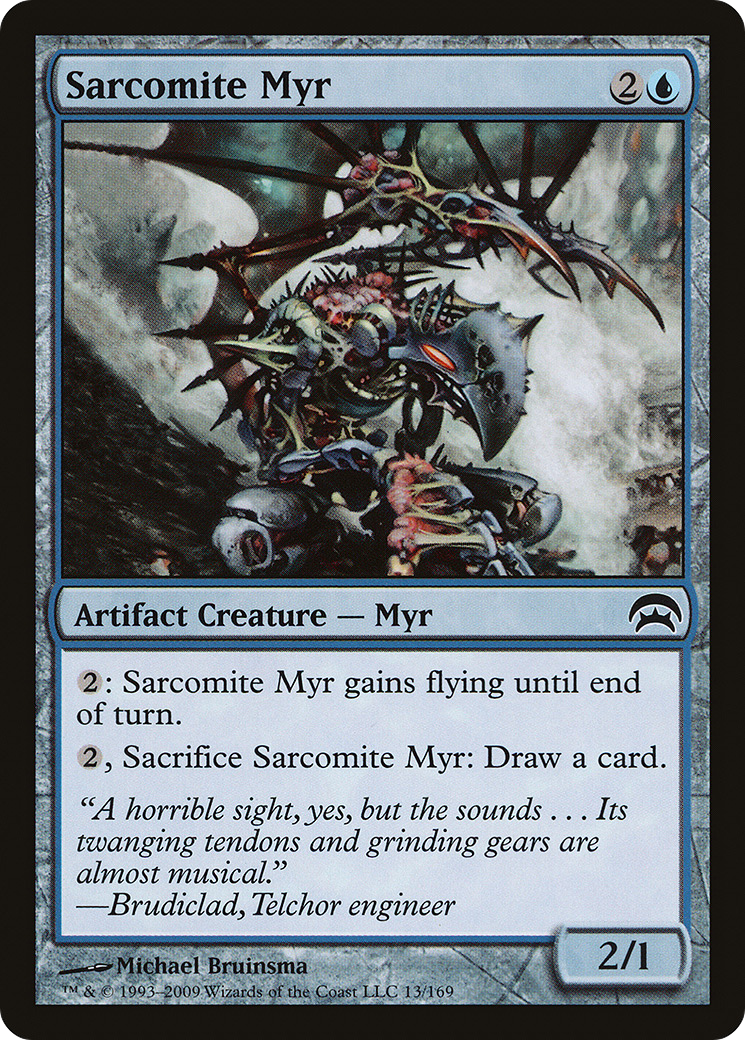 Sarcomite Myr 2
Artifact Creature — Myr
2: Sarcomite Myr gains flying until end
of turn.
2, Sacrifice Sarcomite Myr: Draw a card.
“A horrible sight, yes, but the sounds . . . Its
twanging tendons and grinding gears are
almost musical.”
—Brudiclad, Telchor engineer
2/1
Michael Bruinsma
™ & © 1993–2009 Wizards of the Coast LLC 13/169